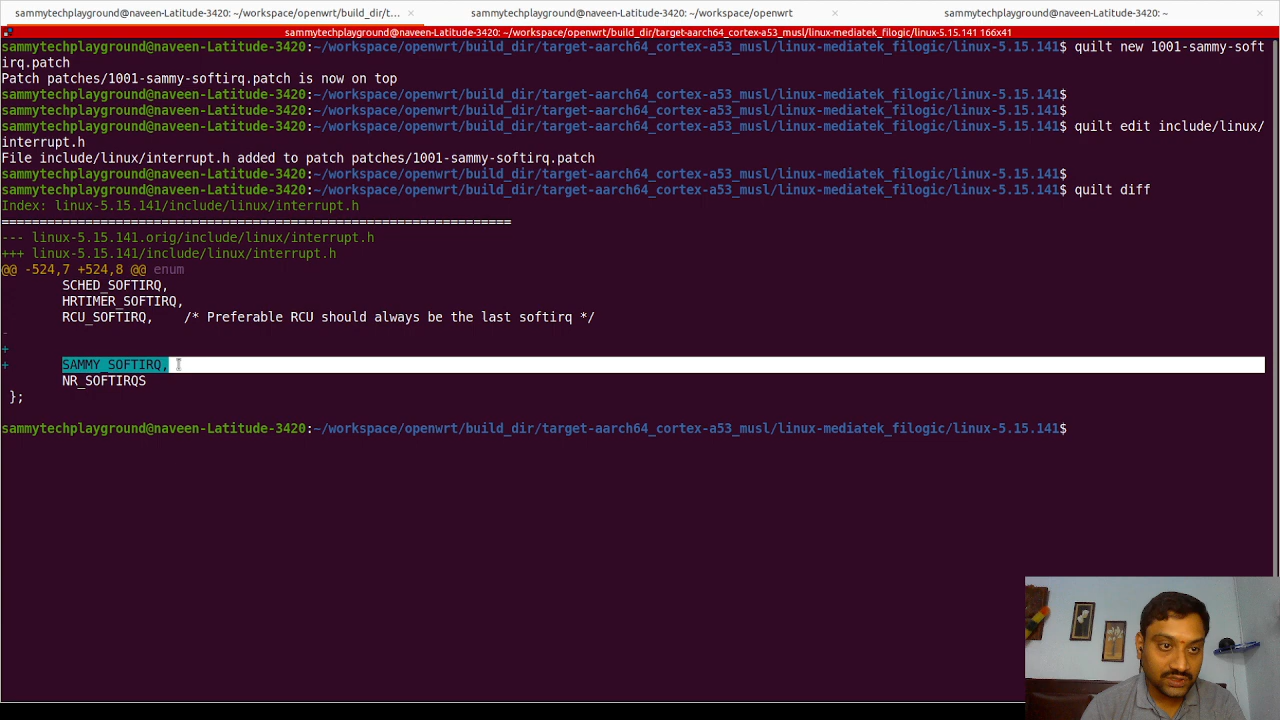 sammytechplayground@naveen-Latitude-3420: ~/workspace/openwrt/build_dir/t... × sammytechplayground@naveen-Latitude-3420: ~/workspace/openwrt × sammytechplayground@naveen-Latitude-3420: ~ ×
sammytechplayground@naveen-Latitude-3420: ~/workspace/openwrt/build_dir/target-aarch64_cortex-a53_musl/linux-mediatek_filogic/linux-5.15.141 166x41
sammytechplayground@naveen-Latitude-3420:~/workspace/openwrt/build_dir/target-aarch64_cortex-a53_musl/linux-mediatek_filogic/linux-5.15.141$ quilt new 1001-sammy-soft
irq.patch
Patch patches/1001-sammy-softirq.patch is now on top
sammytechplayground@naveen-Latitude-3420:~/workspace/openwrt/build_dir/target-aarch64_cortex-a53_musl/linux-mediatek_filogic/linux-5.15.141$
sammytechplayground@naveen-Latitude-3420:~/workspace/openwrt/build_dir/target-aarch64_cortex-a53_musl/linux-mediatek_filogic/linux-5.15.141$
sammytechplayground@naveen-Latitude-3420:~/workspace/openwrt/build_dir/target-aarch64_cortex-a53_musl/linux-mediatek_filogic/linux-5.15.141$ quilt edit include/linux/
interrupt.h
File include/linux/interrupt.h added to patch patches/1001-sammy-softirq.patch
sammytechplayground@naveen-Latitude-3420:~/workspace/openwrt/build_dir/target-aarch64_cortex-a53_musl/linux-mediatek_filogic/linux-5.15.141$
sammytechplayground@naveen-Latitude-3420:~/workspace/openwrt/build_dir/target-aarch64_cortex-a53_musl/linux-mediatek_filogic/linux-5.15.141$ quilt diff
Index: linux-5.15.141/include/linux/interrupt.h
===================================================================
--- linux-5.15.141.orig/include/linux/interrupt.h
+++ linux-5.15.141/include/linux/interrupt.h
@@ -524,7 +524,8 @@ enum
SCHED_SOFTIRQ,
HRTIMER_SOFTIRQ,
RCU_SOFTIRQ, /* Preferable RCU should always be the last softirq */
-
+
+ SAMMY_SOFTIRQ,
NR_SOFTIRQS
};
sammytechplayground@naveen-Latitude-3420:~/workspace/openwrt/build_dir/target-aarch64_cortex-a53_musl/linux-mediatek_filogic/linux-5.15.141$